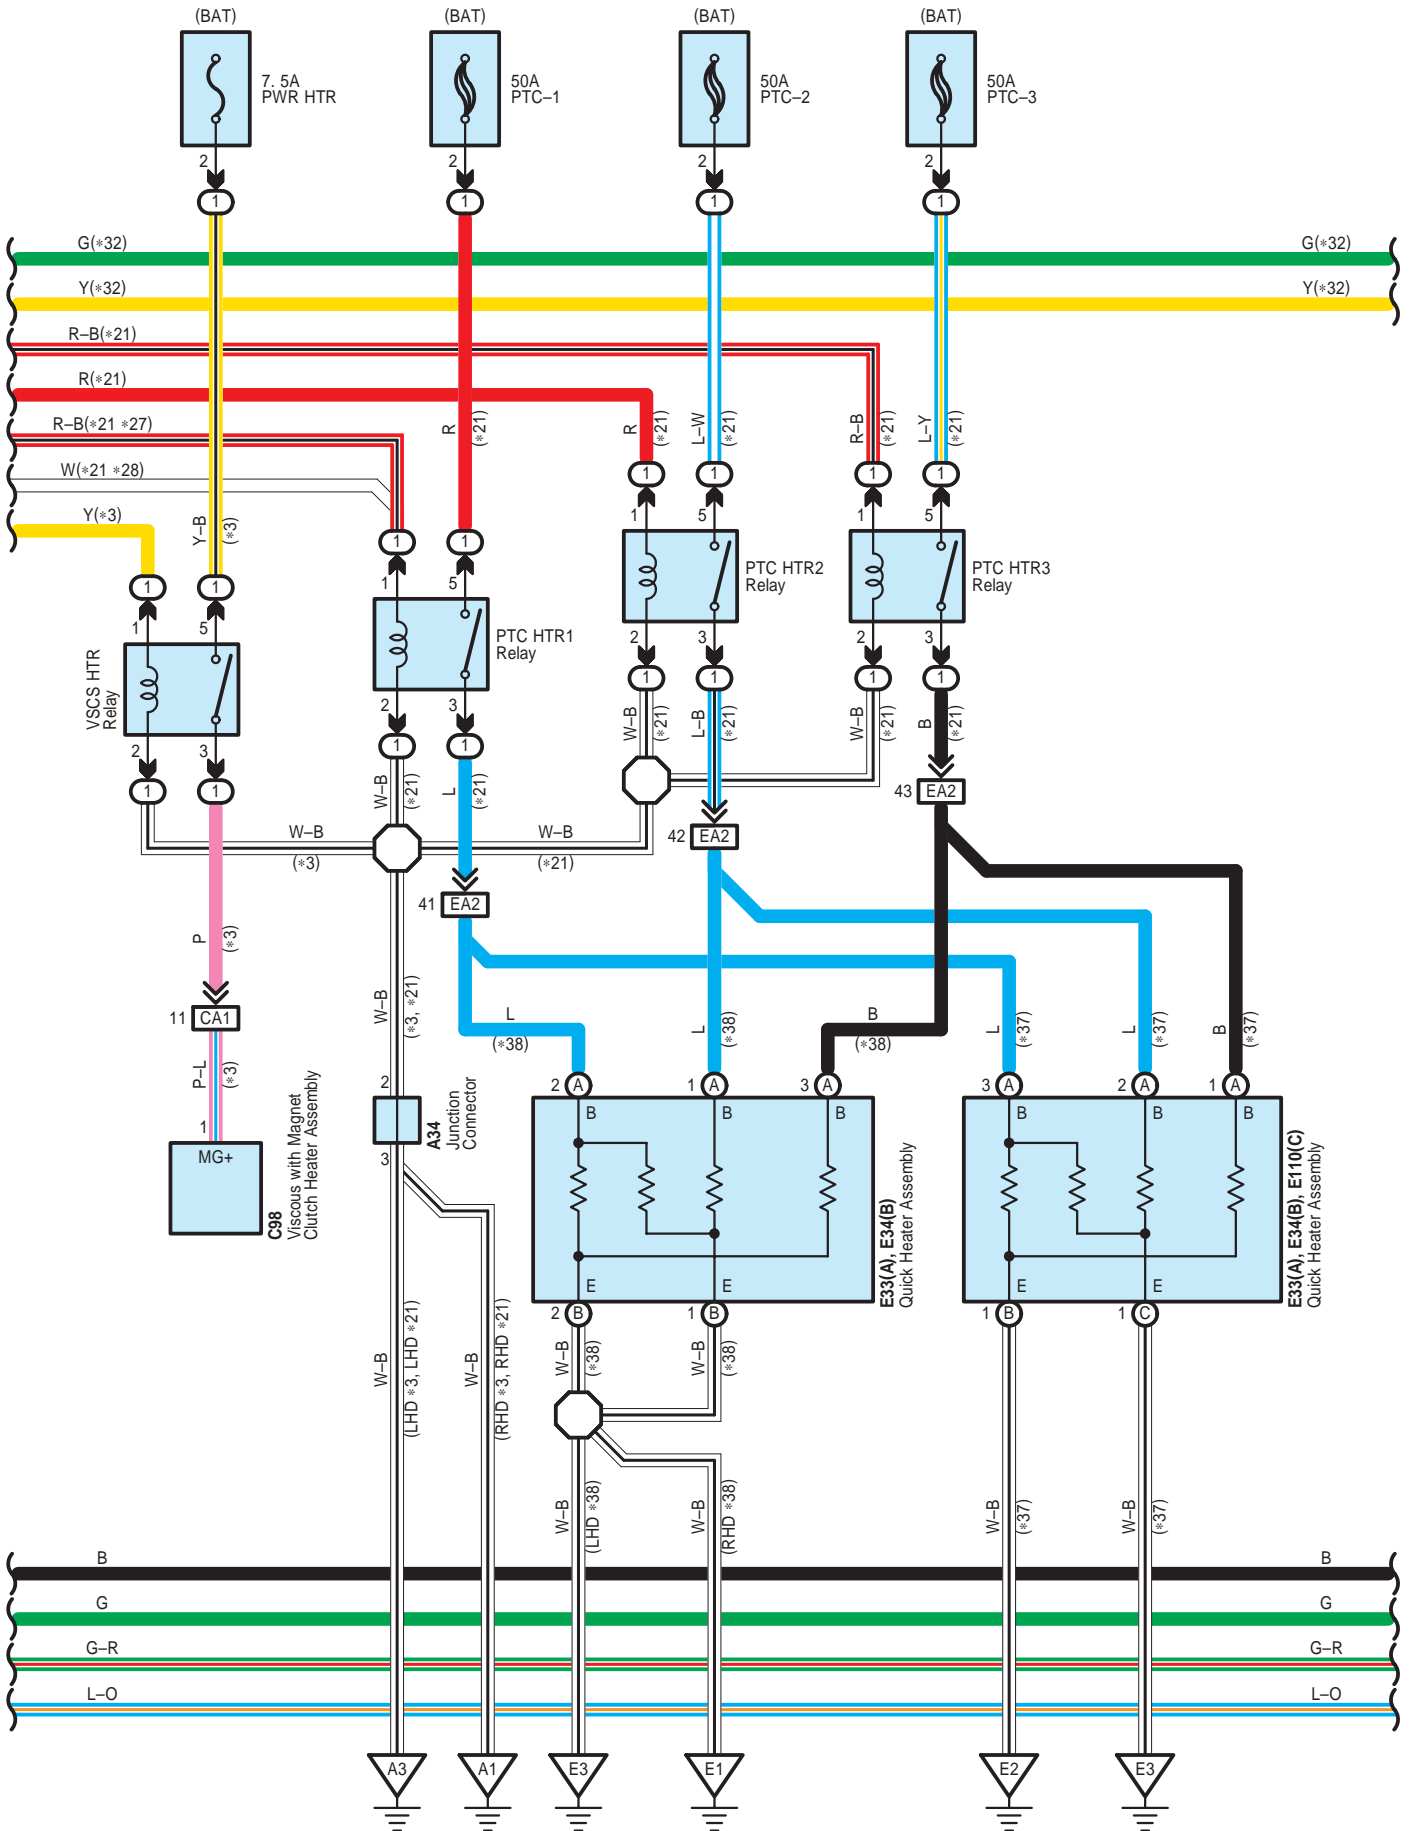 (BAT)
(BAT)
(BAT)
(BAT)
7. 5A
PWR HTR
50A
PTC–1
50A
PTC–2
50A
PTC–3
2
2
2
2
1
1
1
1
G(*32)
G(*32)
Y(*32)
Y(*32)
R–B(*21)
R(*21)
R–B(*21 *27)
W(*21 *28)
Y(*3)
Y–B
(*3)
R
(*21)
R
(*21)
L–W
(*21)
R–B
(*21)
L–Y
(*21)
1
1
1
1
1
5
1
5
PTC HTR2
Relay
PTC HTR3
Relay
1
1
1
5
PTC HTR1
Relay
1
1
1
5
VSCS HTR
Relay
2
3
2
3
1
1
1
1
2
3
1
1
2
3
1
1
W–B
(*21)
L–B
(*21)
W–B
(*21)
B
(*21)
W–B
(*21)
L
(*21)
43
EA2
42
EA2
41
EA2
W–B
(*3)
W–B
(*21)
P
(*3)
11
CA1
P–L
(*3)
1
MG+
C98
Viscous with Magnet
Clutch Heater Assembly
W–B
(*3, *21)
2
3
A34
Junction
Connector
L
(*38)
L
(*38)
B
(*38)
L
(*37)
L
(*37)
B
(*37)
2
A
1
A
3
A
3
A
2
A
1
A
B
B
B
B
B
B
E
E
E
E
E33(A), E34(B)
Quick Heater Assembly
E33(A), E34(B), E110(C)
Quick Heater Assembly
2
B
1
B
1
B
1
C
W–B
(LHD *3, LHD *21)
W–B
(RHD *3, RHD *21)
W–B
(*38)
W–B
(*38)
W–B
(LHD *38)
W–B
(RHD *38)
W–B
(*37)
W–B
(*37)
B
B
G
G
G–R
G–R
L–O
L–O
A3
A1
E3
E1
E2
E3